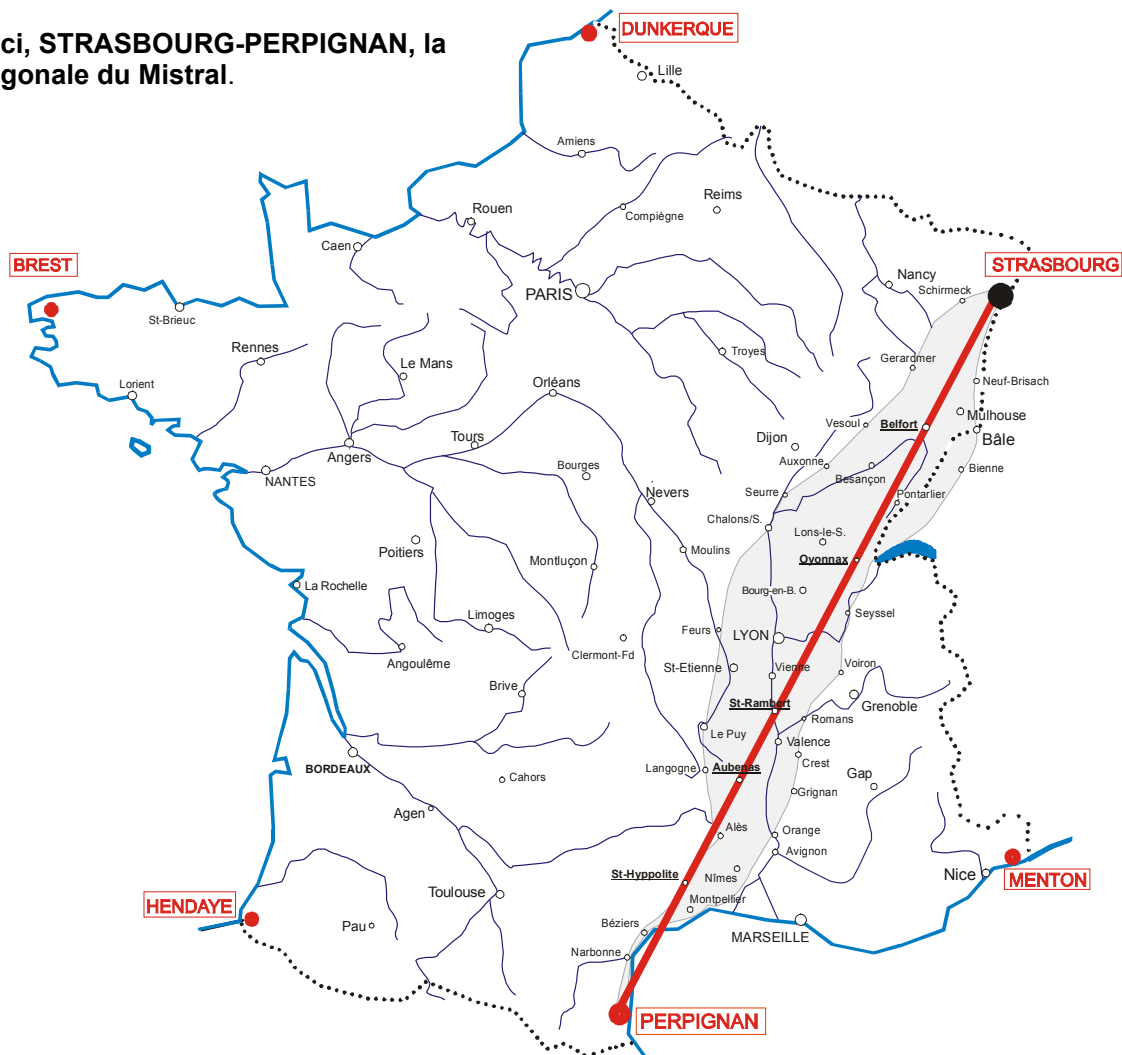 ci, STRASBOURG-PERPIGNAN, la
gonale du Mistral.
DUNKERQUE
Lille
Amiens
Reims
Rouen
Compiègne
Caen
BREST
STRASBOURG
Nancy
Schirmeck
PARIS
St-Brieuc
Rennes
Troyes
Le Mans
Gerardmer
Lorient
Orléans
Neuf-Brisach
Mulhouse
Vesoul
Belfort
Dijon
Bâle
Tours
Angers
Auxonne
Bourges
Bienne
Besançon
NANTES
Nevers
Seurre
Pontarlier
Chalons/S.
Lons-le-S.
Poitiers
Moulins
Montluçon
Oyonnax
La Rochelle
Bourg-en-B.
Limoges
Seyssel
Feurs
LYON
Clermont-Fd
Angoulême
St-Etienne
Vienne
Voiron
Brive
St-Rambert
Grenoble
Romans
Le Puy
Valence
BORDEAUX
Langogne
Aubenas
Crest
Cahors
Gap
Grignan
Agen
Alès
Orange
Avignon
St-Hyppolite
Nîmes
Nice
MENTON
Toulouse
HENDAYE
Montpellier
Pau
Béziers
MARSEILLE
Narbonne
PERPIGNAN